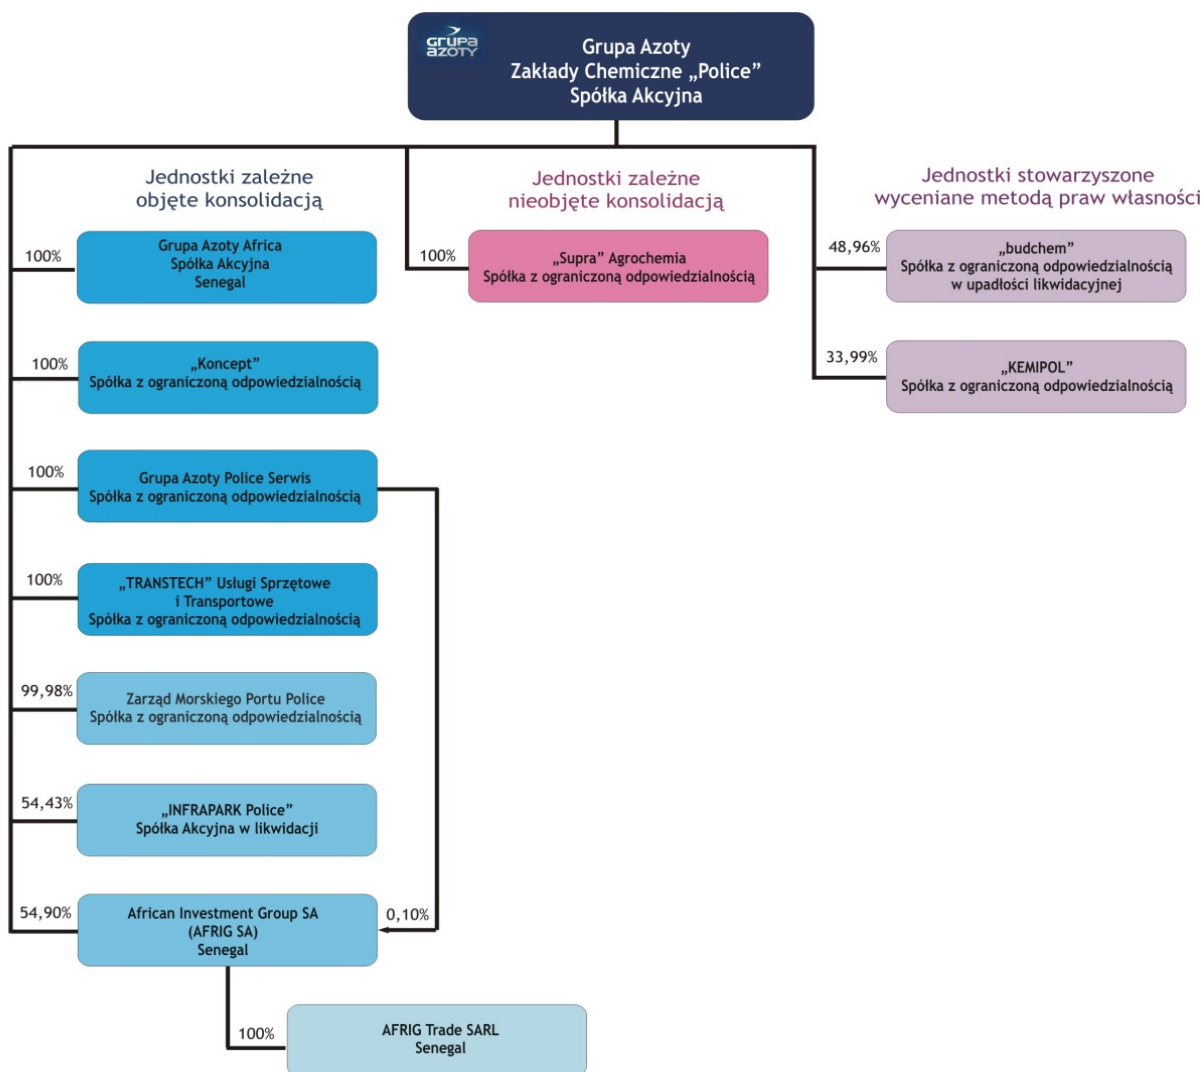 GRUPA
AZOTY
Grupa Azoty
Zakłady Chemiczne „Police”
Spółka Akcyjna
Jednostki zależne
objęte konsolidacją
100%
Grupa Azoty Africa
Spółka Akcyjna
Senegal
100%
„Koncept”
Spółka z ograniczoną odpowiedzialnością
100%
Grupa Azoty Police Serwis
Spółka z ograniczoną odpowiedzialnością
100%
„TRANSTECH” Usługi Sprzętowe
i Transportowe
Spółka z ograniczoną odpowiedzialnością
99,98%
Zarząd Morskiego Portu Police
Spółka z ograniczoną odpowiedzialnością
54,43%
„INFRAPARK Police”
Spółka Akcyjna w likwidacji
54,90%
African Investment Group SA
(AFRIG SA)
Senegal
0,10%
100%
AFRIG Trade SARL
Senegal
Jednostki zależne
nieobjęte konsolidacją
100%
„Supra” Agrochemia
Spółka z ograniczoną odpowiedzialnością
Jednostki stowarzyszone
wyceniane metodą praw własności
48,96%
„budchem”
Spółka z ograniczoną odpowiedzialnością
w upadłości likwidacyjnej
33,99%
„KEMIPOL”
Spółka z ograniczoną odpowiedzialnością